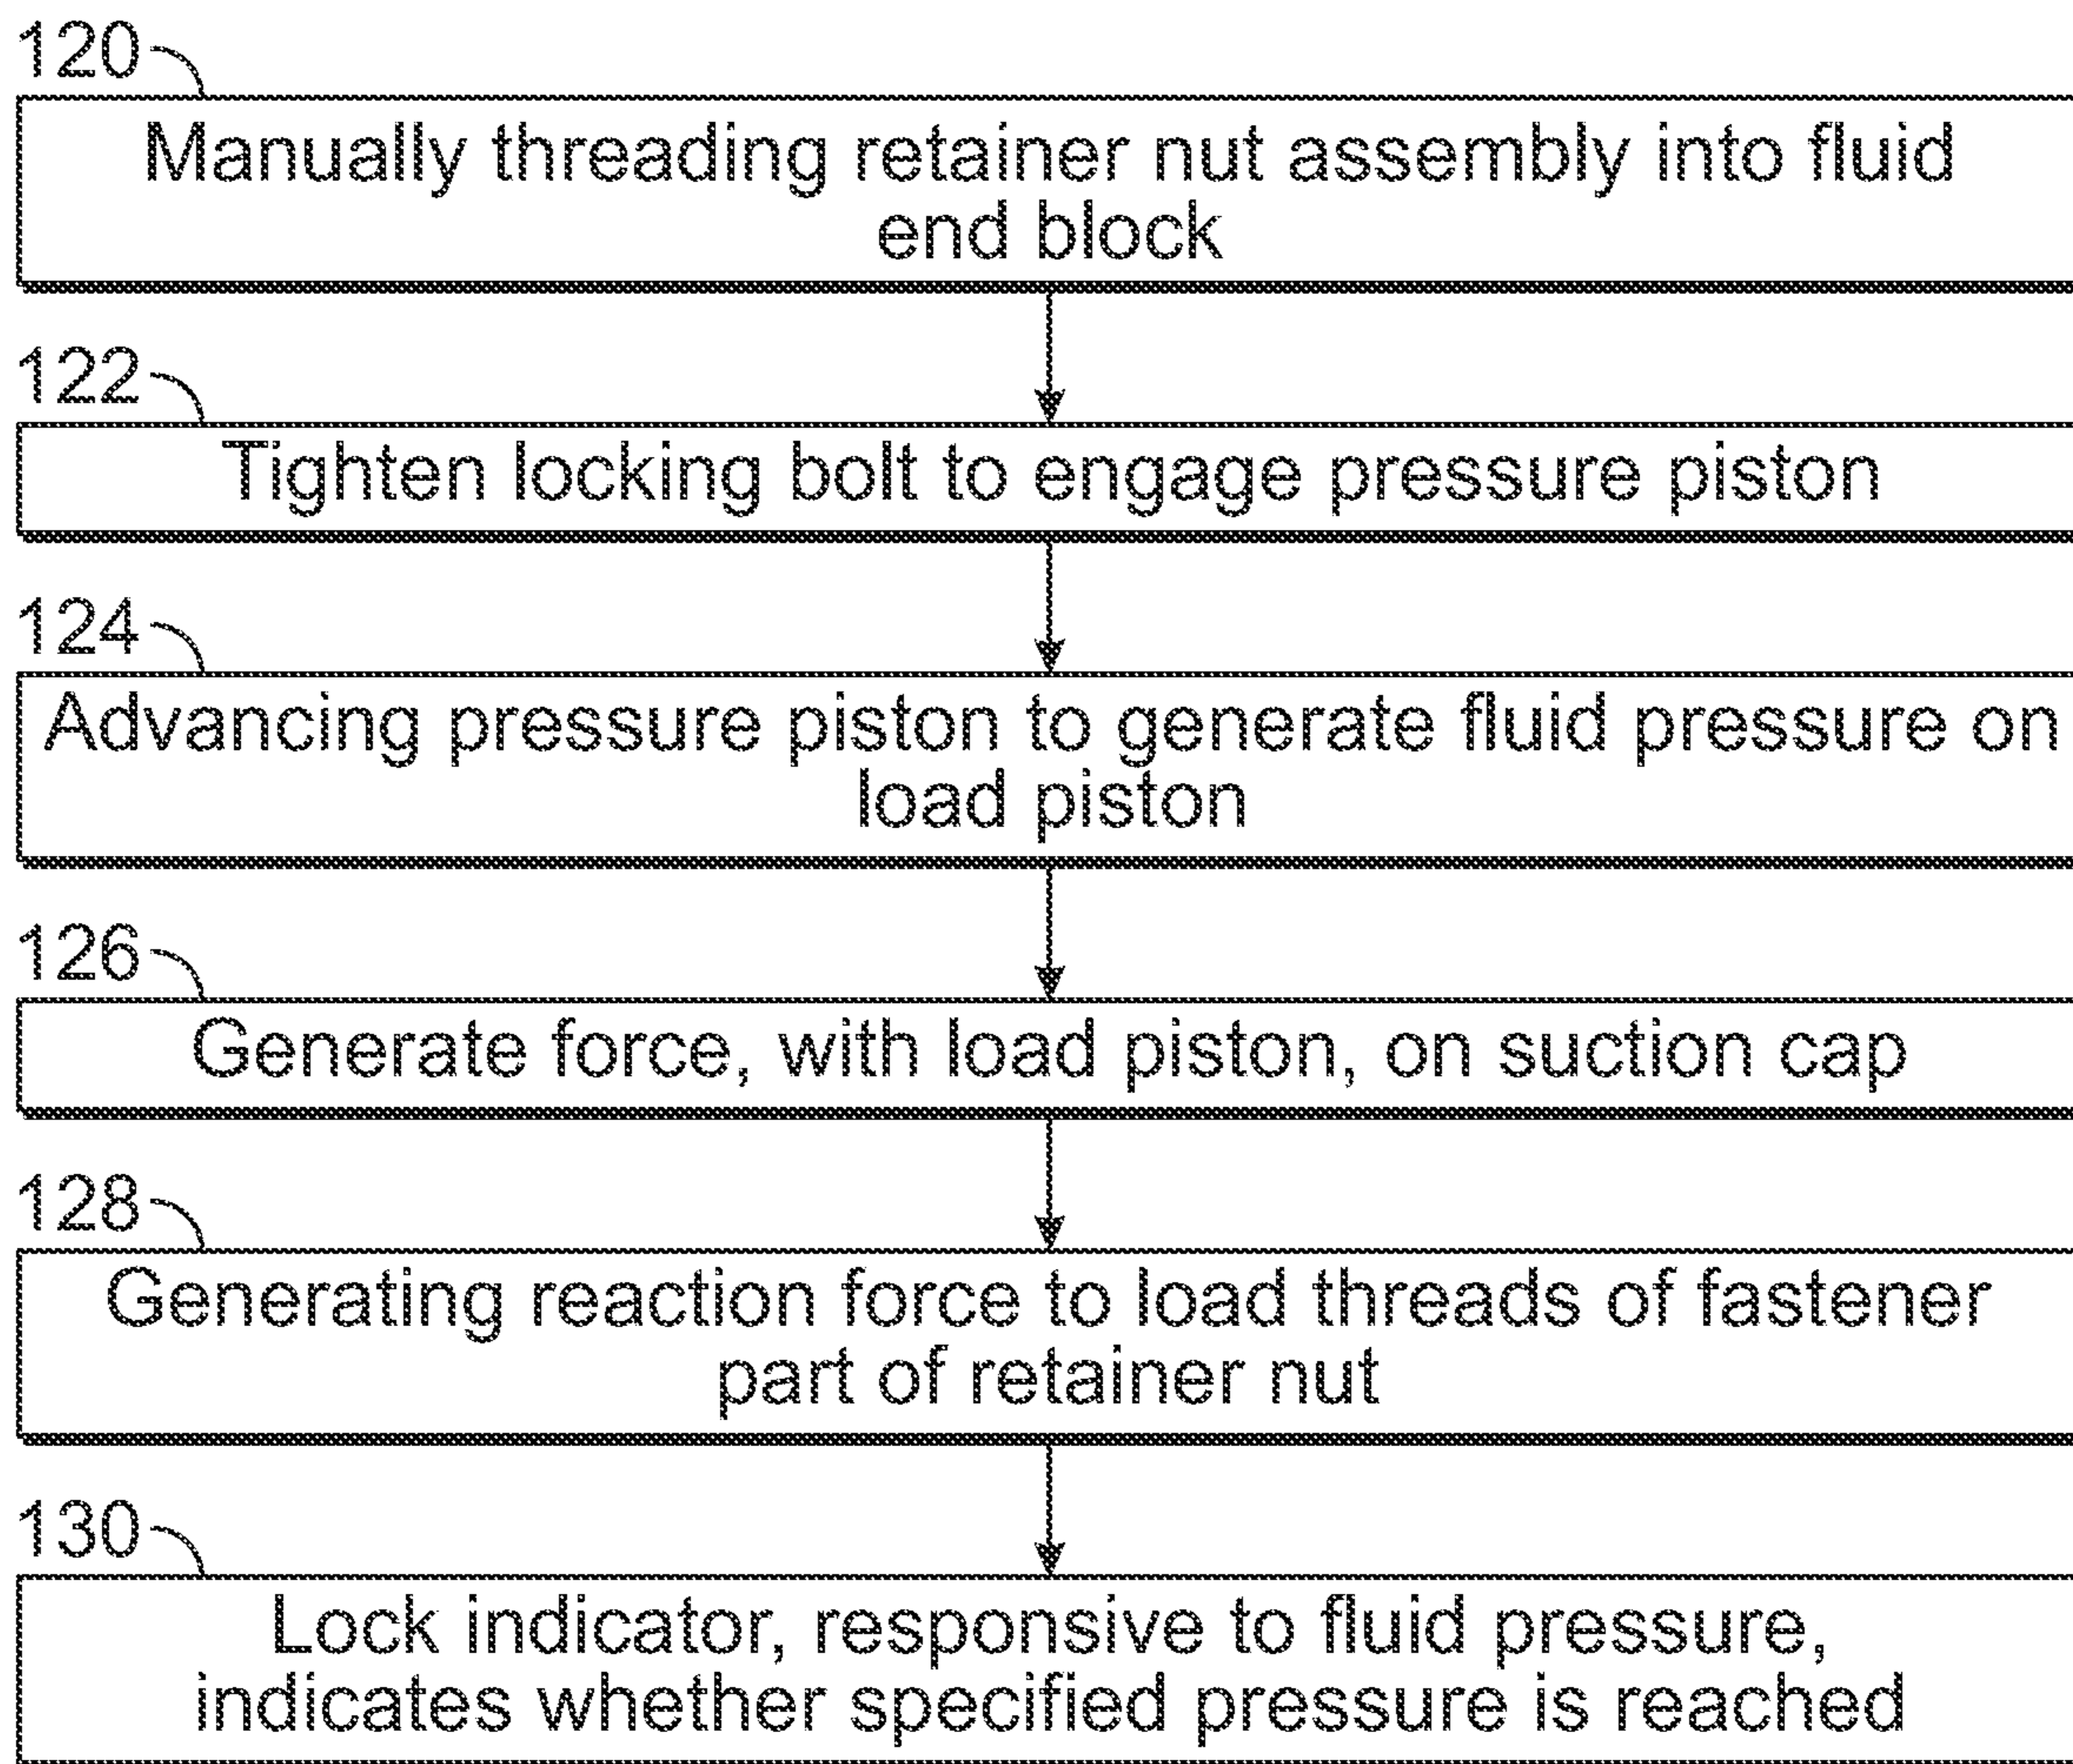 120
Manually threading retainer nut assembly into fluid
end block
122
Tighten locking bolt to engage pressure piston
124
Advancing pressure piston to generate fluid pressure on
load piston
126
Generate force, with load piston, on suction cap
128
Generating reaction force to load threads of fastener
part of retainer nut
130
Lock indicator, responsive to fluid pressure,
indicates whether specified pressure is reached